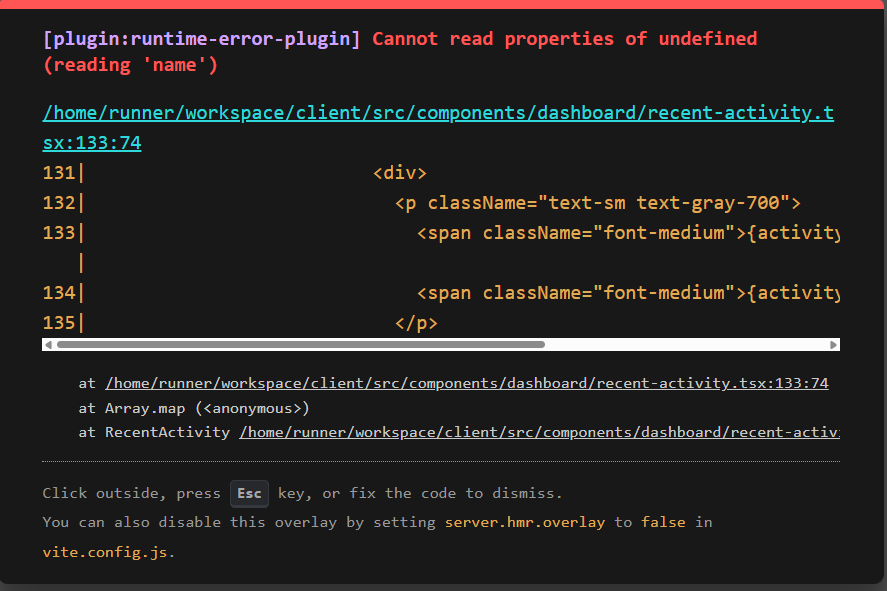 [plugin:runtime-error-plugin] Cannot read properties of undefined
(reading 'name')
/home/runner/workspace/client/src/components/dashboard/recent-activity.t
sx:133:74
131|                          <div>
132|                            <p className="text-sm text-gray-700">
133|                              <span className="font-medium">{activity
|
134|                              <span className="font-medium">{activity
135|                            </p>
at /home/runner/workspace/client/src/components/dashboard/recent-activity.tsx:133:74
at Array.map (<anonymous>)
at RecentActivity /home/runner/workspace/client/src/components/dashboard/recent-activi
Click outside, press Esc key, or fix the code to dismiss.
You can also disable this overlay by setting server.hmr.overlay to false in
vite.config.js.